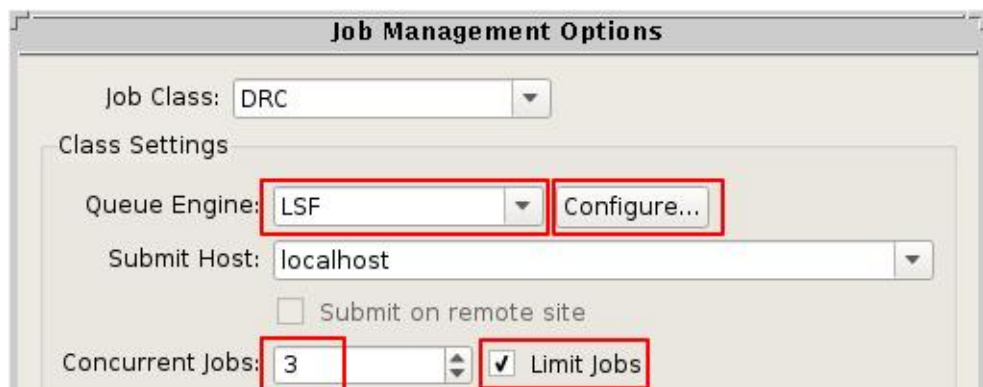 Job Management Options
Job Class: DRC
Class Settings
Queue Engine: LSF Configure...
Submit Host: localhost
Submit on remote site
Concurrent Jobs: 3 Limit Jobs